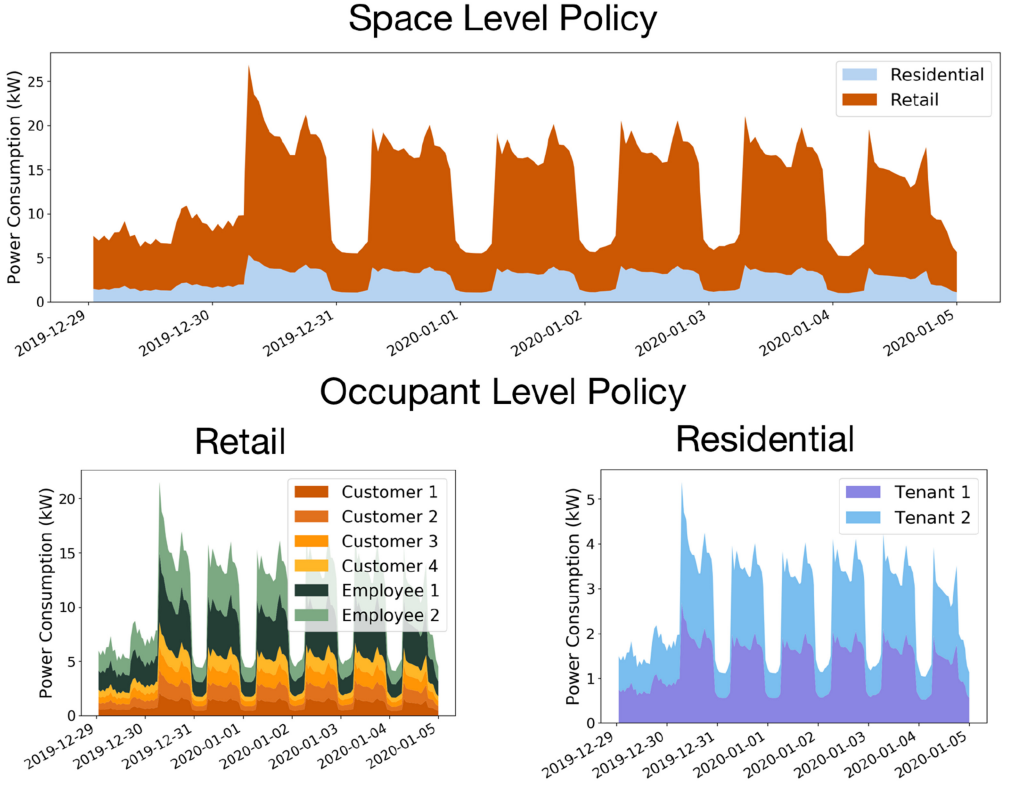 Space Level Policy
Power Consumption (kW)
25
20
15
10
5
0
Residential
Retail
2019-12-29
2019-12-30
2019-12-31
2020-01-01
2020-01-02
2020-01-03
2020-01-04
2020-01-05
Occupant Level Policy
Retail
Power Consumption (kW)
20
15
10
5
0
Customer 1
Customer 2
Customer 3
Customer 4
Employee 1
Employee 2
2019-12-29
2019-12-30
2019-12-31
2020-01-01
2020-01-02
2020-01-03
2020-01-04
2020-01-05
Residential
Power Consumption (kW)
5
4
3
2
1
0
Tenant 1
Tenant 2
2019-12-29
2019-12-30
2019-12-31
2020-01-01
2020-01-02
2020-01-03
2020-01-04
2020-01-05